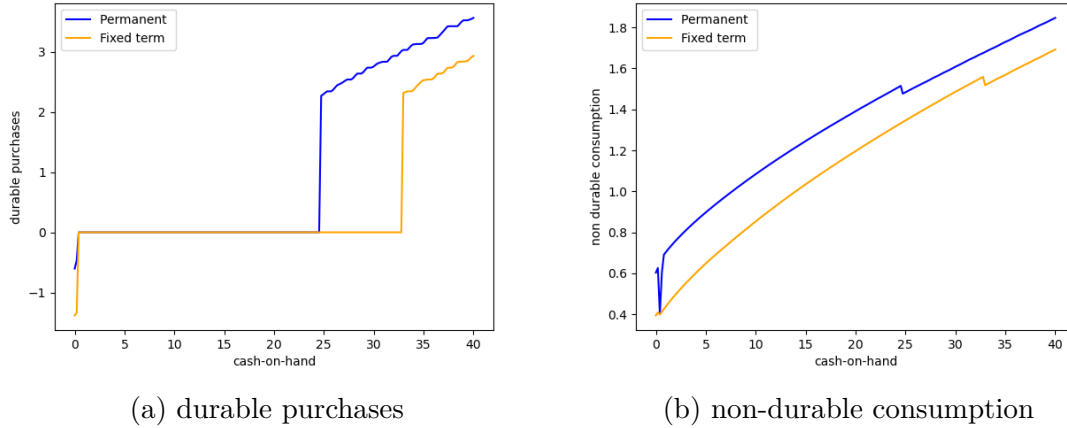 Permanent
Fixed term
3
2
1
0
−1
durable purchases
0 5 10 15 20 25 30 35 40
cash-on-hand
(a) durable purchases
Permanent
Fixed term
1.8
1.6
1.4
1.2
1.0
0.8
0.6
0.4
non durable consumption
0 5 10 15 20 25 30 35 40
cash-on-hand
(b) non-durable consumption